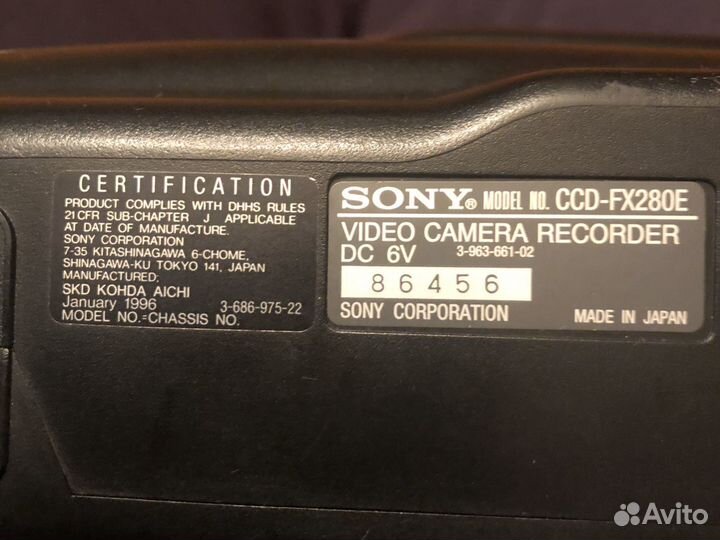 CERTIFICATION
PRODUCT COMPLIES WITH DHHS RULES
21CFR SUB-CHAPTER J APPLICABLE
AT DATE OF MANUFACTURE.
SONY CORPORATION
7-35 KITASHINAGAWA 6-CHOME,
SHINAGAWA-KU TOKYO 141, JAPAN
MANUFACTURED;
SKD KOHDA AICHI
January 1996 3-686-975-22
MODEL NO.=CHASSIS NO.
SONY® MODEL NO. CCD-FX280E
VIDEO CAMERA RECORDER
DC 6V 3-963-661-02
86456
SONY CORPORATION MADE IN JAPAN
Avito